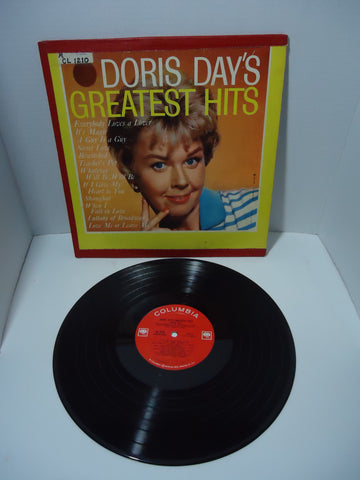 CL 1210
DORIS DAY'S
GREATEST HITS
Everybody Loves a Lover
It's Magic
A Guy Is a Guy
Secret Love
Bewitched
Teacher's Pet
Whatever
Will Be, Will Be
If I Give My
Heart to You
Shanghai
When I
Fall in Love
Lullaby of Broadway
Love Me or Leave Me
COLUMBIA